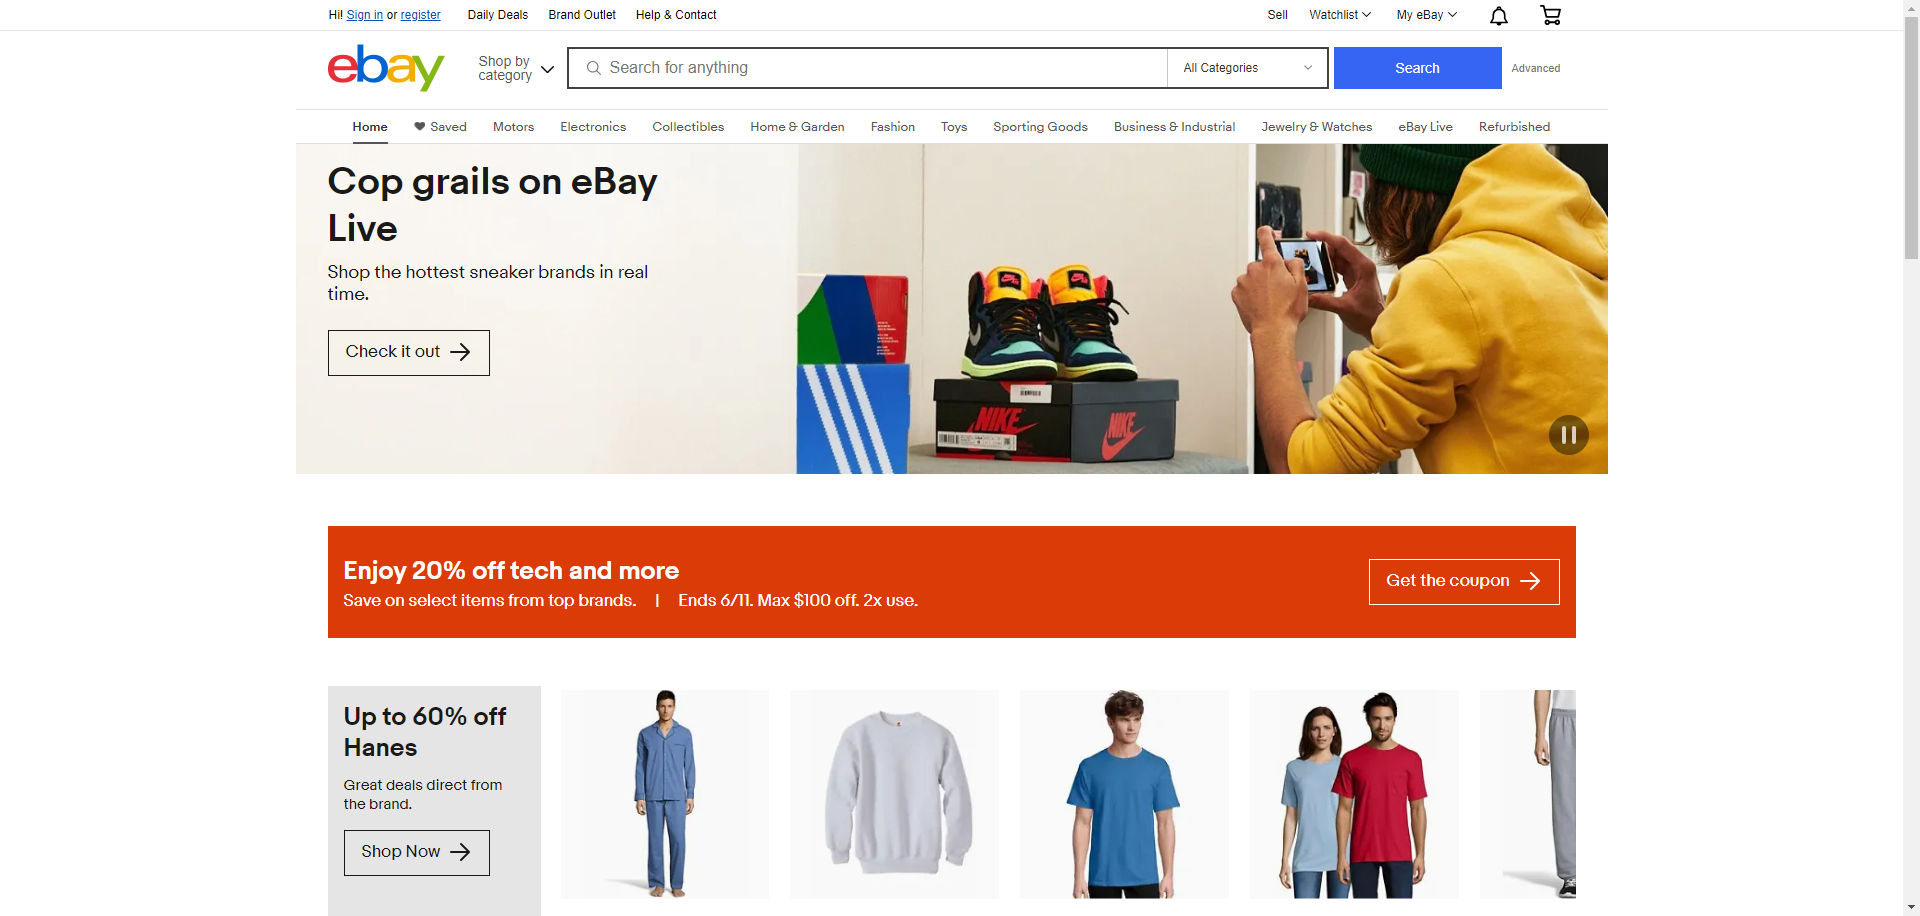 Hi! Sign in or register
Daily Deals
Brand Outlet
Help & Contact
Sell
Watchlist
My eBay
ebay
Shop by
category
Search for anything
All Categories
Search
Advanced
Home
Saved
Motors
Electronics
Collectibles
Home & Garden
Fashion
Toys
Sporting Goods
Business & Industrial
Jewelry & Watches
eBay Live
Refurbished
Cop grails on eBay
Live
Shop the hottest sneaker brands in real
time.
Check it out
NIKE
NIKE
Enjoy 20% off tech and more
Save on select items from top brands. | Ends 6/11. Max $100 off. 2x use.
Get the coupon
Up to 60% off
Hanes
Great deals direct from
the brand.
Shop Now